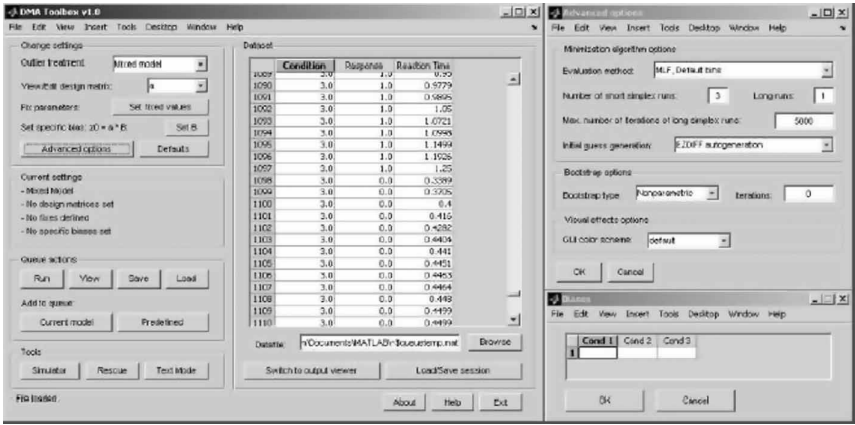 DMA Toolbox v1.0
File Edit View Insert Tools Desktop Window Help
Change settings
Outlier treatment: Mixed model
View/Edit design matrix: a
Fix parameters: Set fixed values
Set specific bias: z0 = a * B: Set B
Advanced options Defaults
Current settings
- Mixed Model
- No design matrices set
- No fixes defined
- No specific biases set
Queue actions
Run View Save Load
Add to queue:
Current model Predefined
Tools
Simulator Rescue Text Mode
File loaded.
Dataset
Condition Response Reaction Time
1089 3.0 1.0 0.95
1090 3.0 1.0 0.9779
1091 3.0 1.0 0.9895
1092 3.0 1.0 1.05
1093 3.0 1.0 1.0721
1094 3.0 1.0 1.0998
1095 3.0 1.0 1.1499
1096 3.0 1.0 1.1926
1097 3.0 1.0 1.25
1098 3.0 0.0 0.3389
1099 3.0 0.0 0.3705
1100 3.0 0.0 0.4
1101 3.0 0.0 0.416
1102 3.0 0.0 0.4282
1103 3.0 0.0 0.4404
1104 3.0 0.0 0.441
1105 3.0 0.0 0.4451
1106 3.0 0.0 0.4463
1107 3.0 0.0 0.4464
1108 3.0 0.0 0.448
1109 3.0 0.0 0.4499
1110 3.0 0.0 0.4499
Datafile: n'Documents\MATLAB\ Browse
Switch to output viewer Load/Save session
About Help Exit
Advanced options
File Edit View Insert Tools Desktop Window Help
Minimization algorithm options
Evaluation method: MLF, Default bins
Number of short simplex runs: 3 Long runs: 1
Max. number of iterations of long simplex runs: 5000
Initial guess generation: EZDIFF autogeneration
Bootstrap options
Bootstrap type Nonparametric Iterations: 0
Visual effects options
GUI color scheme: default
OK Cancel
Biases
File Edit View Insert Tools Desktop Window Help
Cond 1 Cond 2 Cond 3
1
OK Cancel